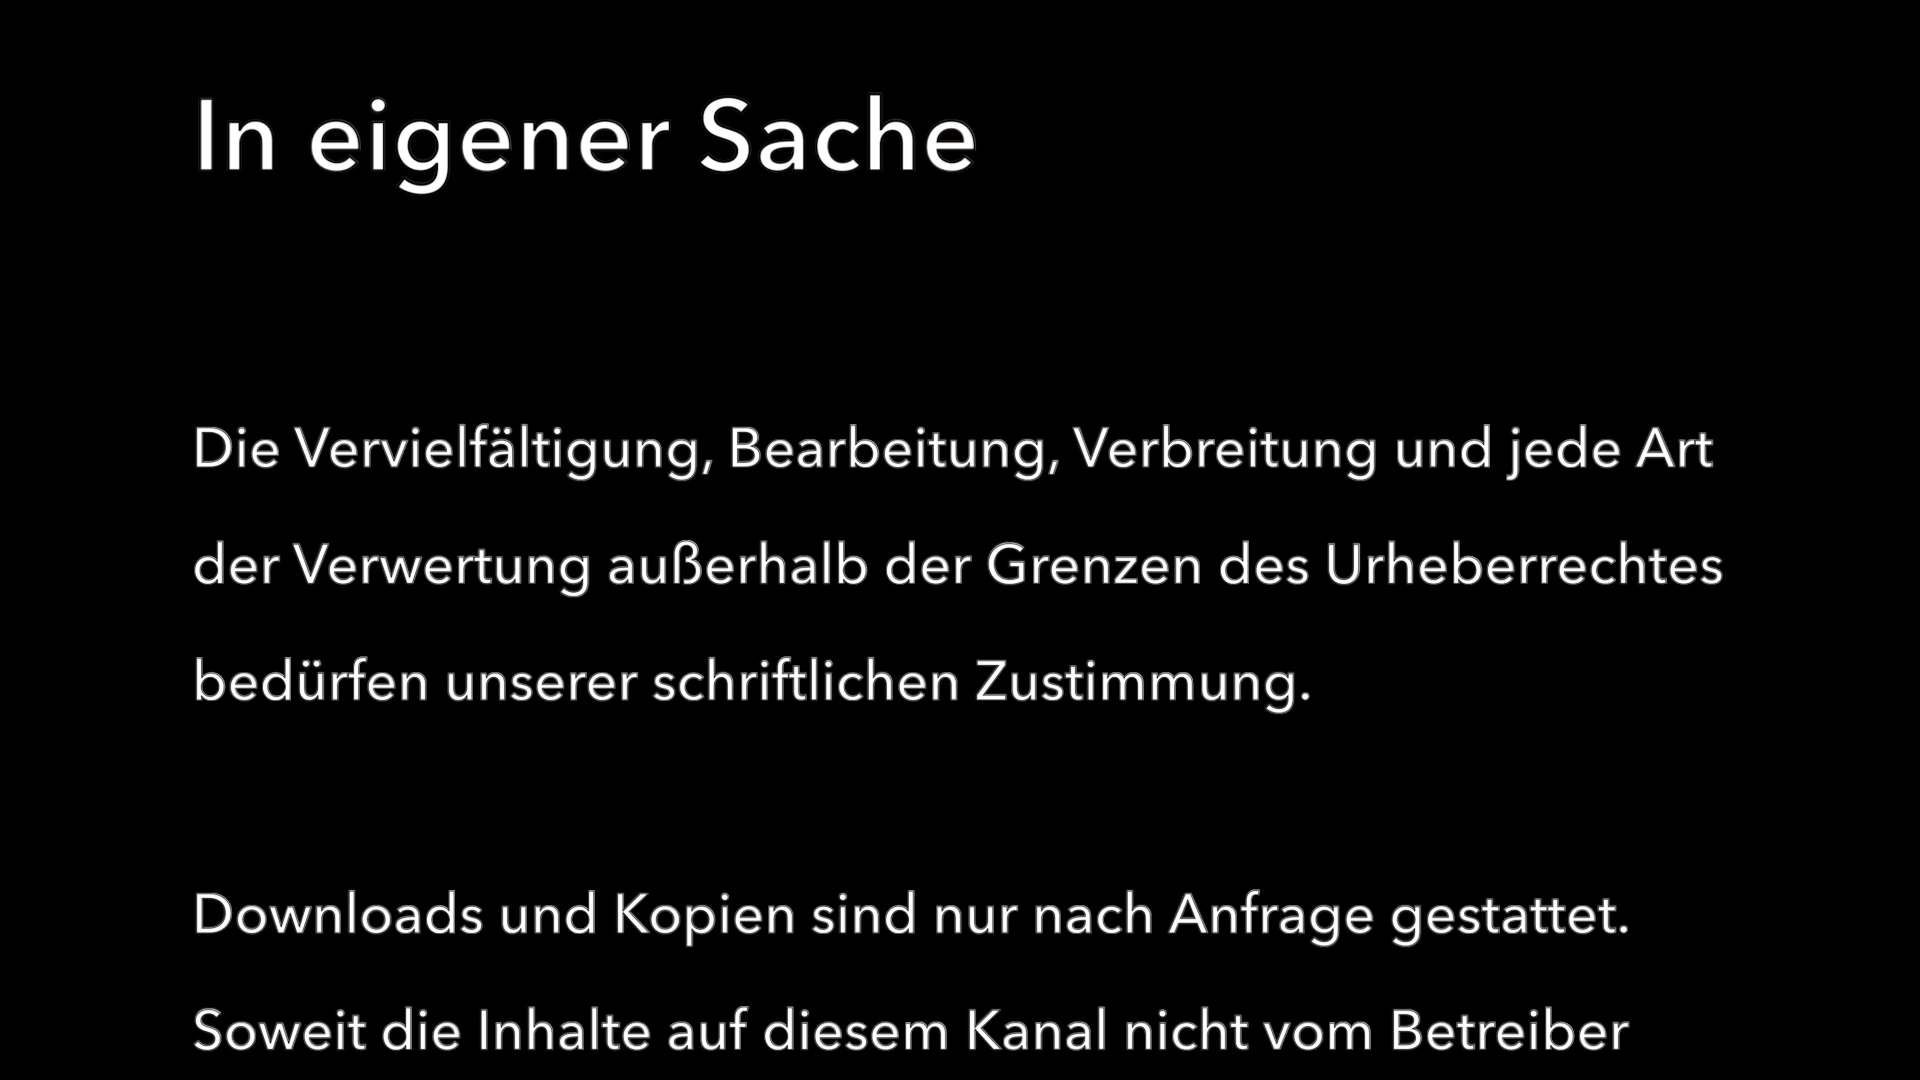 In eigener Sache
Die Vervielfältigung, Bearbeitung, Verbreitung und jede Art
der Verwertung außerhalb der Grenzen des Urheberrechtes
bedürfen unserer schriftlichen Zustimmung.
Downloads und Kopien sind nur nach Anfrage gestattet.
Soweit die Inhalte auf diesem Kanal nicht vom Betreiber